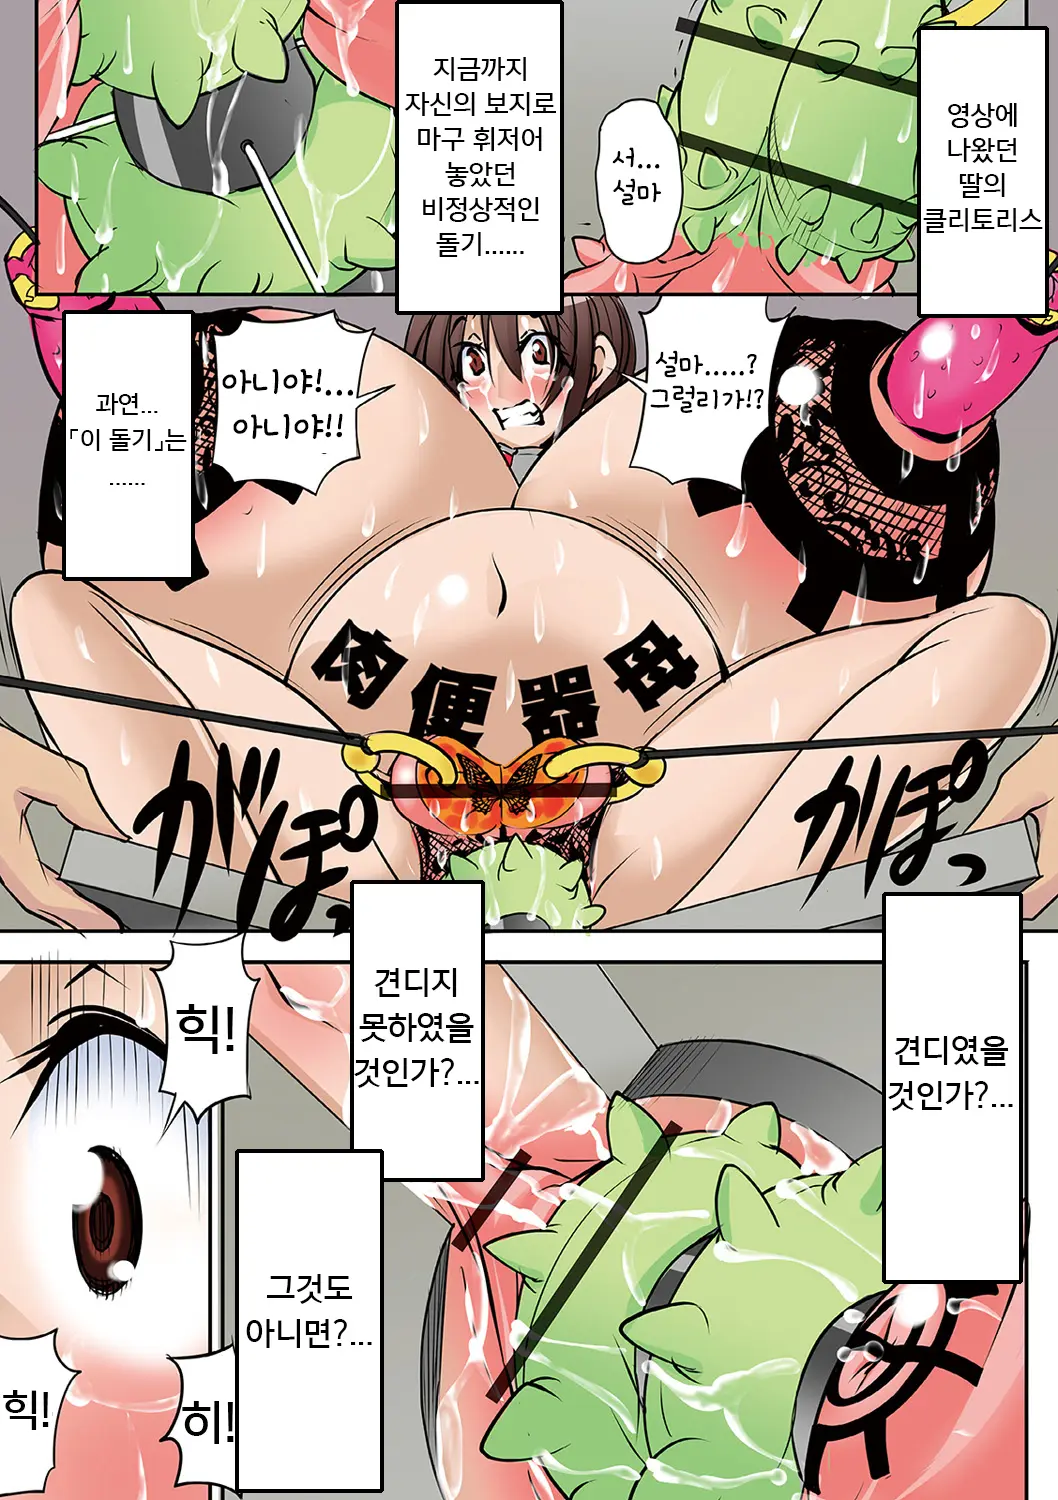 영상에
나왔던
딸의
클리토리스
서...
설마
지금까지
자신의 보지로
마구 휘저어
놓았던
비정상적인
돌기......
설마.....?
그럴리가!?
아니야!...
아니야!!
과연...
「이 돌기」는
......
肉便器母
がぽっ
がぽっ
견디였을
것인가?...
견디지
못하였을
것인가?...
그것도
아니면?...
힉!
히!
힉!